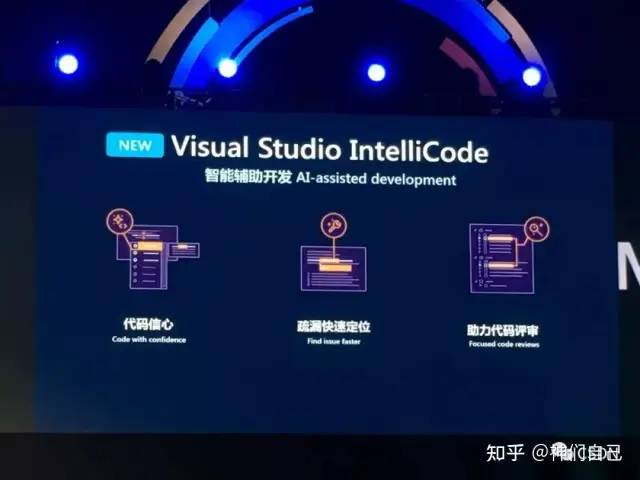 NEW Visual Studio IntelliCode
智能辅助开发 AI-assisted development
代码信心
Code with confidence
疏漏快速定位
Find issue faster
助力代码评审
Focused code reviews
知乎